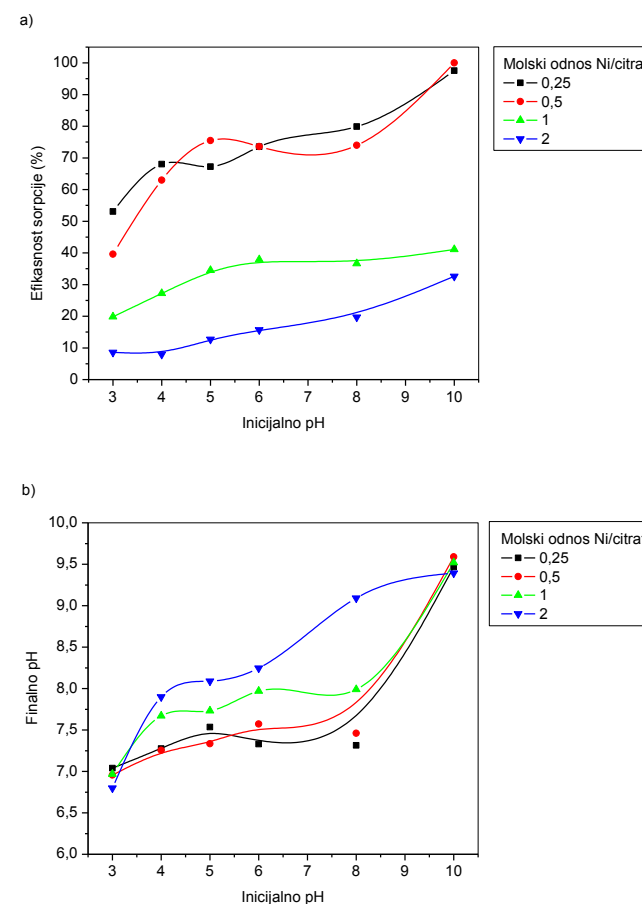 a)
Efikasnost sorpcije (%)
100
90
80
70
60
50
40
30
20
10
0
3 4 5 6 7 8 9 10
Inicijalno pH
Molski odnos Ni/citrat
0,25
0,5
1
2
b)
Finalno pH
10,0
9,5
9,0
8,5
8,0
7,5
7,0
6,5
6,0
3 4 5 6 7 8 9 10
Inicijalno pH
Molski odnos Ni/citrat
0,25
0,5
1
2